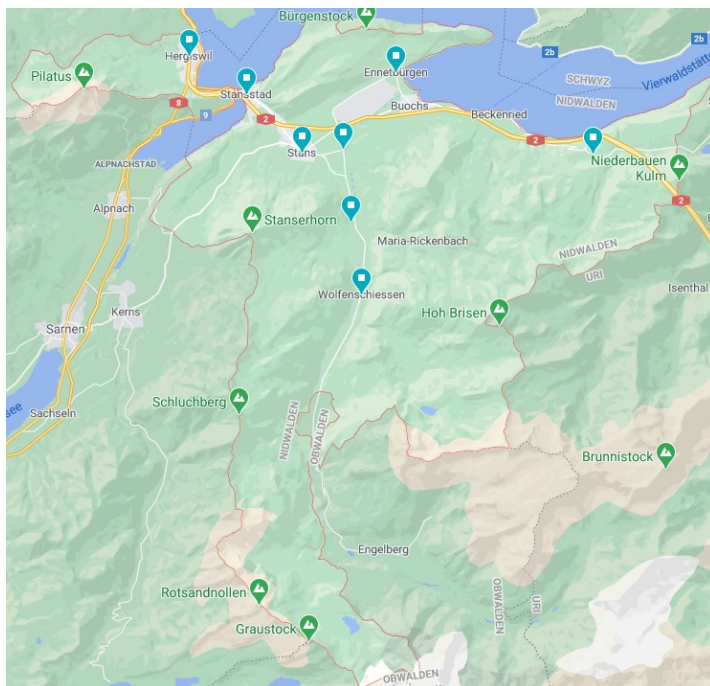 Bürgenstock
2b
Hergiswil
Pilatus
Ennetbürgen
2b
SCHWYZ
Vierwaldstätte
Stansstad
8
9
Buochs
NIDWALDEN
2
Beckenried
2
Stans
ALPNACHSTAD
Niederbauen
Kulm
2
Alpnach
Stanserhorn
Maria-Rickenbach
NIDWALDEN
URI
Isenthal
Wolfenschiessen
Kerns
Hoh Brisen
Sarnen
Schluchberg
see
Sachseln
NIDWALDEN
OBWALDEN
Brunnistock
Engelberg
Rotsandnollen
OBWALDEN
URI
Graustock
OBWALDEN